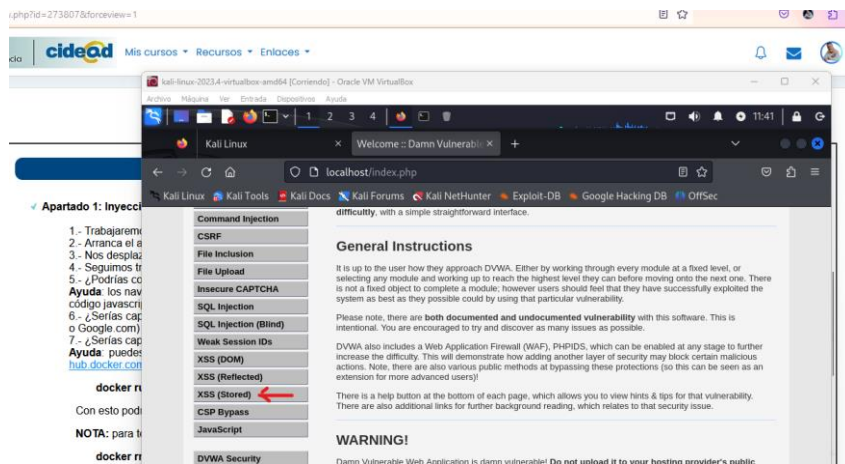 .php?id=273807&forceview=1
cidead Mis cursos Recursos Enlaces
kali-linux-2023.4-virtualbox-amd64 [Corriendo] - Oracle VM VirtualBox
Archivo Máquina Ver Entrada Dispositivos Ayuda
1 2 3 4 11:41
Kali Linux Welcome :: Damn Vulnerable
localhost/index.php
Kali Linux Kali Tools Kali Docs Kali Forums Kali NetHunter Exploit-DB Google Hacking DB OffSec
Apartado 1: Inyecci
1.- Trabajaremo
2.- Arranca el a
3.- Nos desplaz
4.- Seguimos tr
5.- ¿Podrías co
Ayuda: los nav
código javascri
6.- ¿Serías cap
o Google.com)
7.- ¿Serías cap
Ayuda: puedes
hub.docker.con
docker ru
Con esto podr
NOTA: para t
docker rr
Command Injection
CSRF
File Inclusion
File Upload
Insecure CAPTCHA
SQL Injection
SQL Injection (Blind)
Weak Session IDs
XSS (DOM)
XSS (Reflected)
XSS (Stored)
CSP Bypass
JavaScript
DVWA Security
difficultly, with a simple straightforward interface.
General Instructions
It is up to the user how they approach DVWA. Either by working through every module at a fixed level, or
selecting any module and working up to reach the highest level they can before moving onto the next one. There
is not a fixed object to complete a module; however users should feel that they have successfully exploited the
system as best as they possible could by using that particular vulnerability.
Please note, there are both documented and undocumented vulnerability with this software. This is
intentional. You are encouraged to try and discover as many issues as possible.
DVWA also includes a Web Application Firewall (WAF), PHPIDS, which can be enabled at any stage to further
increase the difficulty. This will demonstrate how adding another layer of security may block certain malicious
actions. Note, there are also various public methods at bypassing these protections (so this can be seen as an
extension for more advanced users)!
There is a help button at the bottom of each page, which allows you to view hints & tips for that vulnerability.
There are also additional links for further background reading, which relates to that security issue.
WARNING!
Damn Vulnerable Web Application is damn vulnerable! Do not upload it to your hosting provider's public